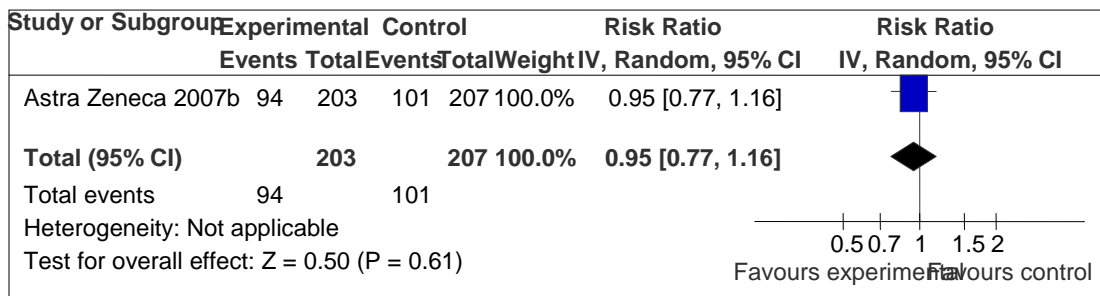 Study or Subgroup Experimental Control Risk Ratio Risk Ratio
Events Total Events Total Weight IV, Random, 95% CI IV, Random, 95% CI
Astra Zeneca 2007b 94 203 101 207 100.0% 0.95 [0.77, 1.16]
Total (95% CI) 203 207 100.0% 0.95 [0.77, 1.16]
Total events 94 101
Heterogeneity: Not applicable
Test for overall effect: Z = 0.50 (P = 0.61)
0.5 0.7 1 1.5 2
Favours experimental Favours control